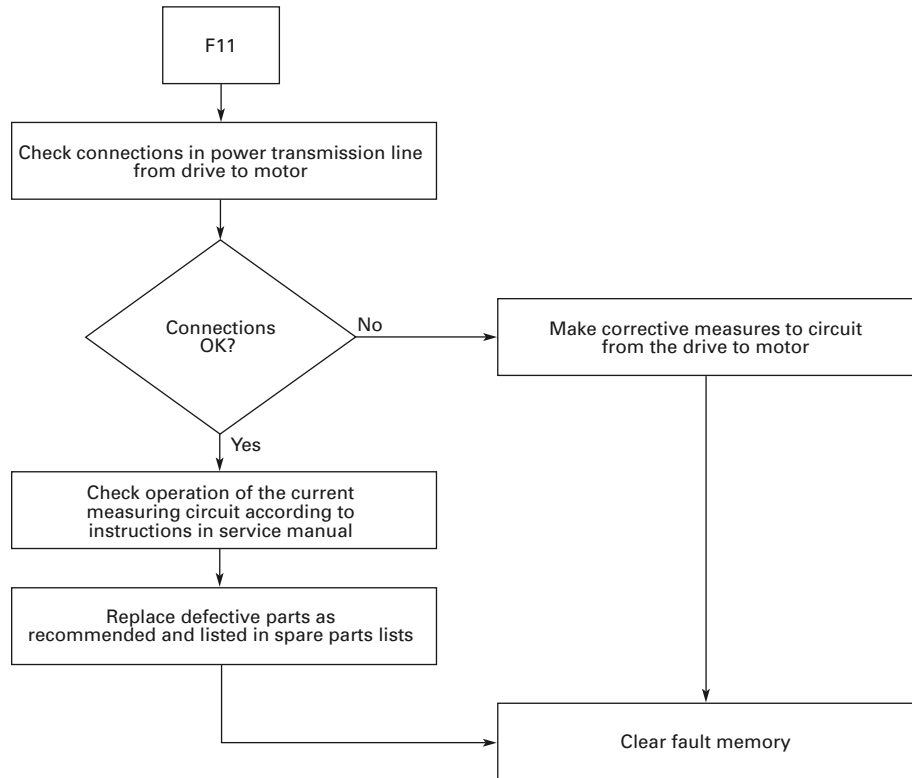 F11
Check connections in power transmission line
from drive to motor
Connections
OK?
No
Make corrective measures to circuit
from the drive to motor
Yes
Check operation of the current
measuring circuit according to
instructions in service manual
Replace defective parts as
recommended and listed in spare parts lists
Clear fault memory